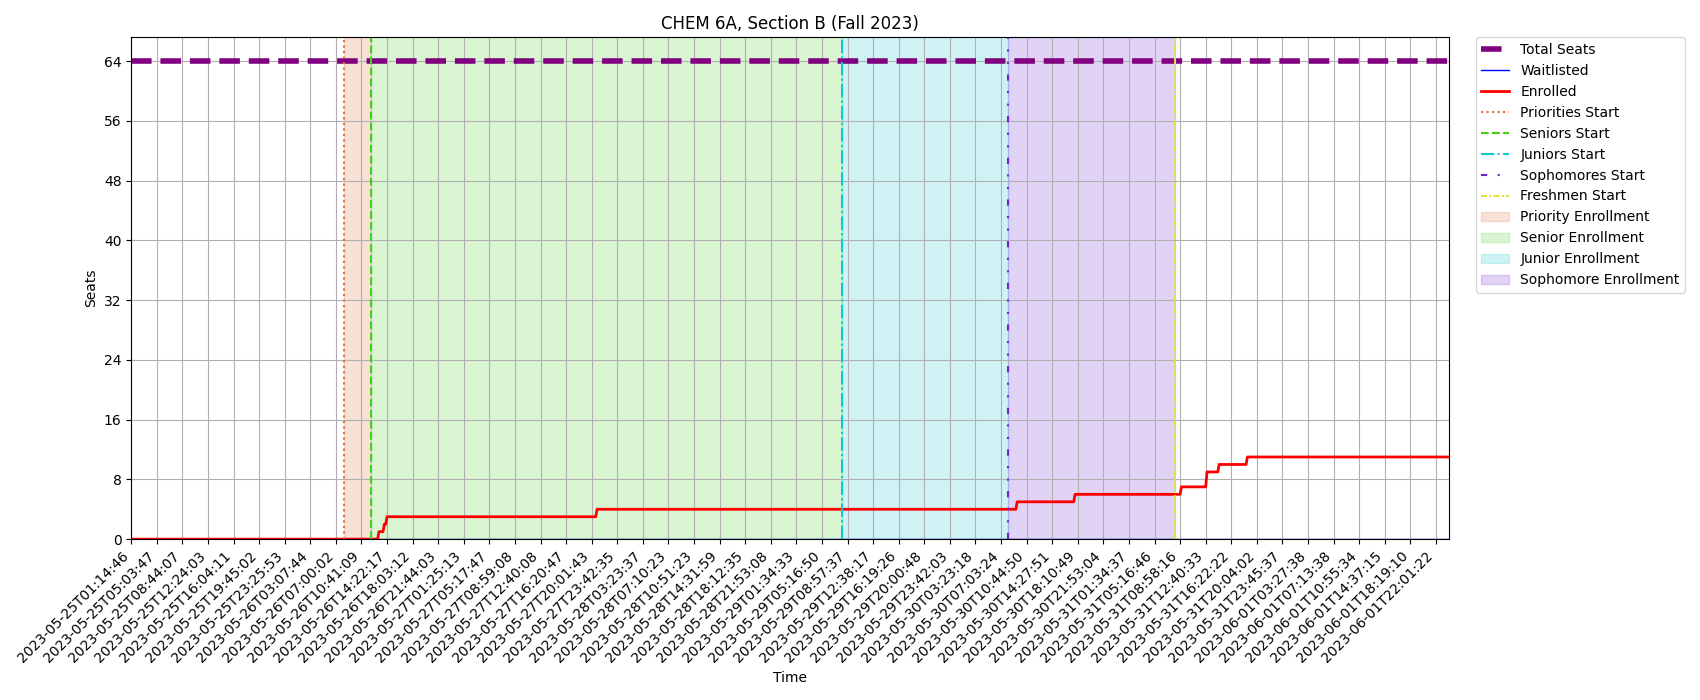 CHEM 6A, Section B (Fall 2023)
Seats
64
56
48
40
32
24
16
8
0
2023-05-25T01:14:46
2023-05-25T05:03:47
2023-05-25T08:44:07
2023-05-25T12:24:03
2023-05-25T16:04:11
2023-05-25T19:45:02
2023-05-25T23:25:53
2023-05-26T03:07:44
2023-05-26T07:00:02
2023-05-26T10:41:09
2023-05-26T14:22:17
2023-05-26T18:03:12
2023-05-26T21:44:03
2023-05-27T01:25:13
2023-05-27T05:17:47
2023-05-27T08:59:08
2023-05-27T12:40:08
2023-05-27T16:20:47
2023-05-27T20:01:43
2023-05-27T23:42:35
2023-05-28T03:23:37
2023-05-28T07:10:23
2023-05-28T10:51:23
2023-05-28T14:31:59
2023-05-28T18:12:35
2023-05-28T21:53:08
2023-05-29T01:34:33
2023-05-29T05:16:50
2023-05-29T08:57:37
2023-05-29T12:38:17
2023-05-29T16:19:26
2023-05-29T20:00:48
2023-05-29T23:42:03
2023-05-30T03:23:18
2023-05-30T07:03:24
2023-05-30T10:44:50
2023-05-30T14:27:51
2023-05-30T18:10:49
2023-05-30T21:53:04
2023-05-31T01:34:37
2023-05-31T05:16:46
2023-05-31T08:58:16
2023-05-31T12:40:33
2023-05-31T16:22:22
2023-05-31T20:04:02
2023-05-31T23:45:37
2023-06-01T03:27:38
2023-06-01T07:13:38
2023-06-01T10:55:34
2023-06-01T14:37:15
2023-06-01T18:19:10
2023-06-01T22:01:22
Time
Total Seats
Waitlisted
Enrolled
Priorities Start
Seniors Start
Juniors Start
Sophomores Start
Freshmen Start
Priority Enrollment
Senior Enrollment
Junior Enrollment
Sophomore Enrollment